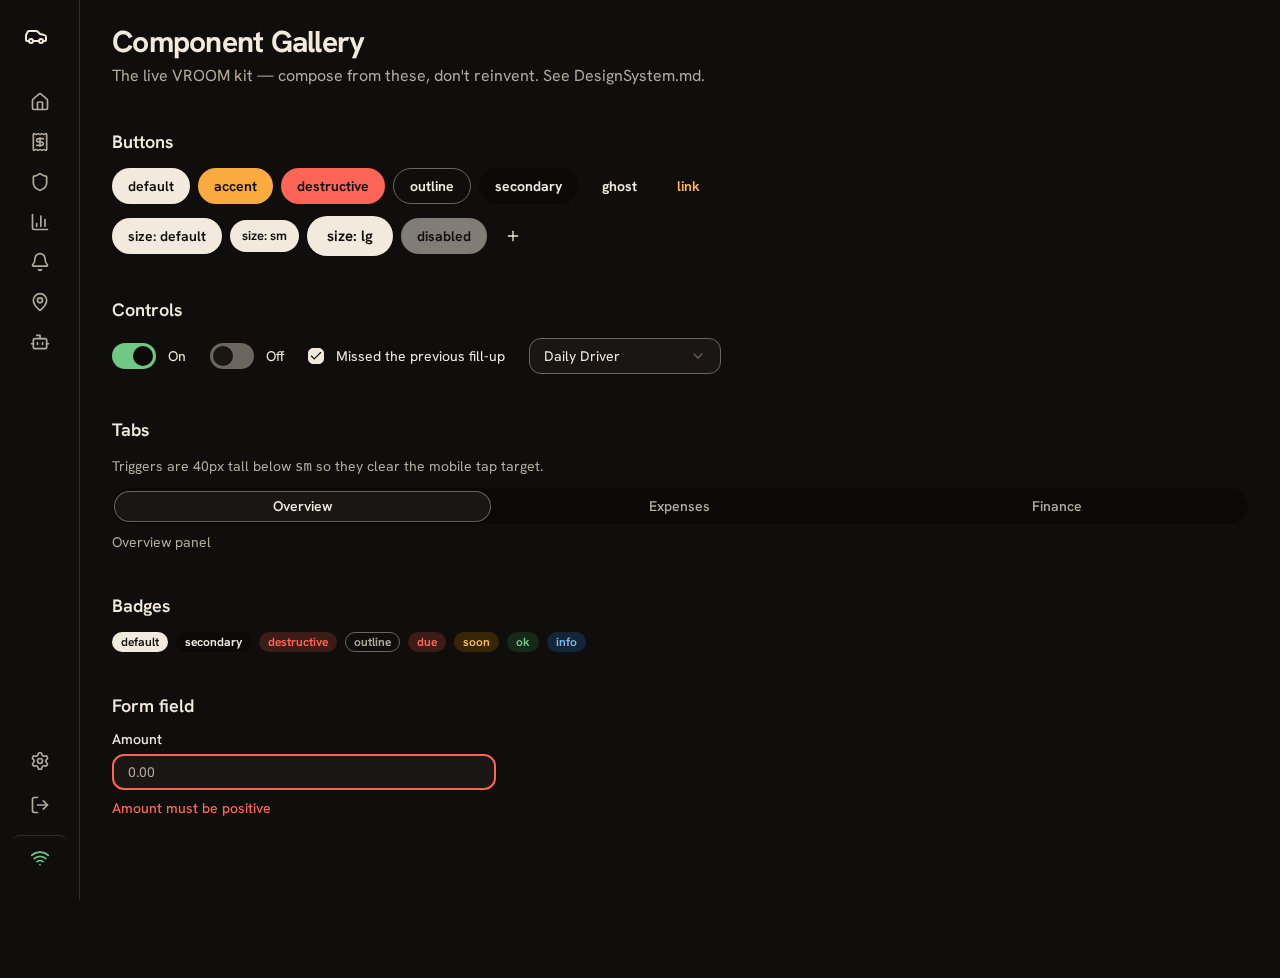 Component Gallery
The live VROOM kit — compose from these, don't reinvent. See DesignSystem.md.
Buttons
default accent destructive outline secondary ghost link
size: default size: sm size: lg disabled +
Controls
On Off Missed the previous fill-up Daily Driver
Tabs
Triggers are 40px tall below sm so they clear the mobile tap target.
Overview Expenses Finance
Overview panel
Badges
default secondary destructive outline due soon ok info
Form field
Amount
0.00
Amount must be positive